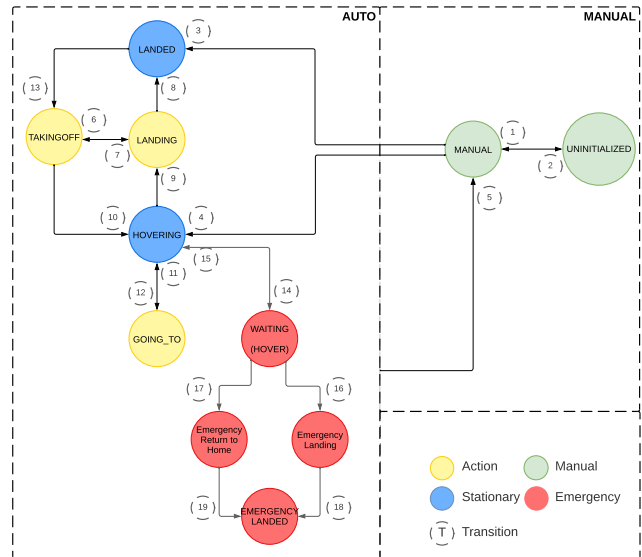 AUTO
MANUAL
LANDED
3
13
8
6
1
TAKINGOFF
LANDING
MANUAL
UNINITIALIZED
7
2
9
5
10
4
HOVERING
15
11
12
14
GOING_TO
WAITING
(HOVER)
17
16
Emergency
Return to
Home
Emergency
Landing
19
18
EMERGENCY
LANDED
Action
Manual
Stationary
Emergency
T
Transition